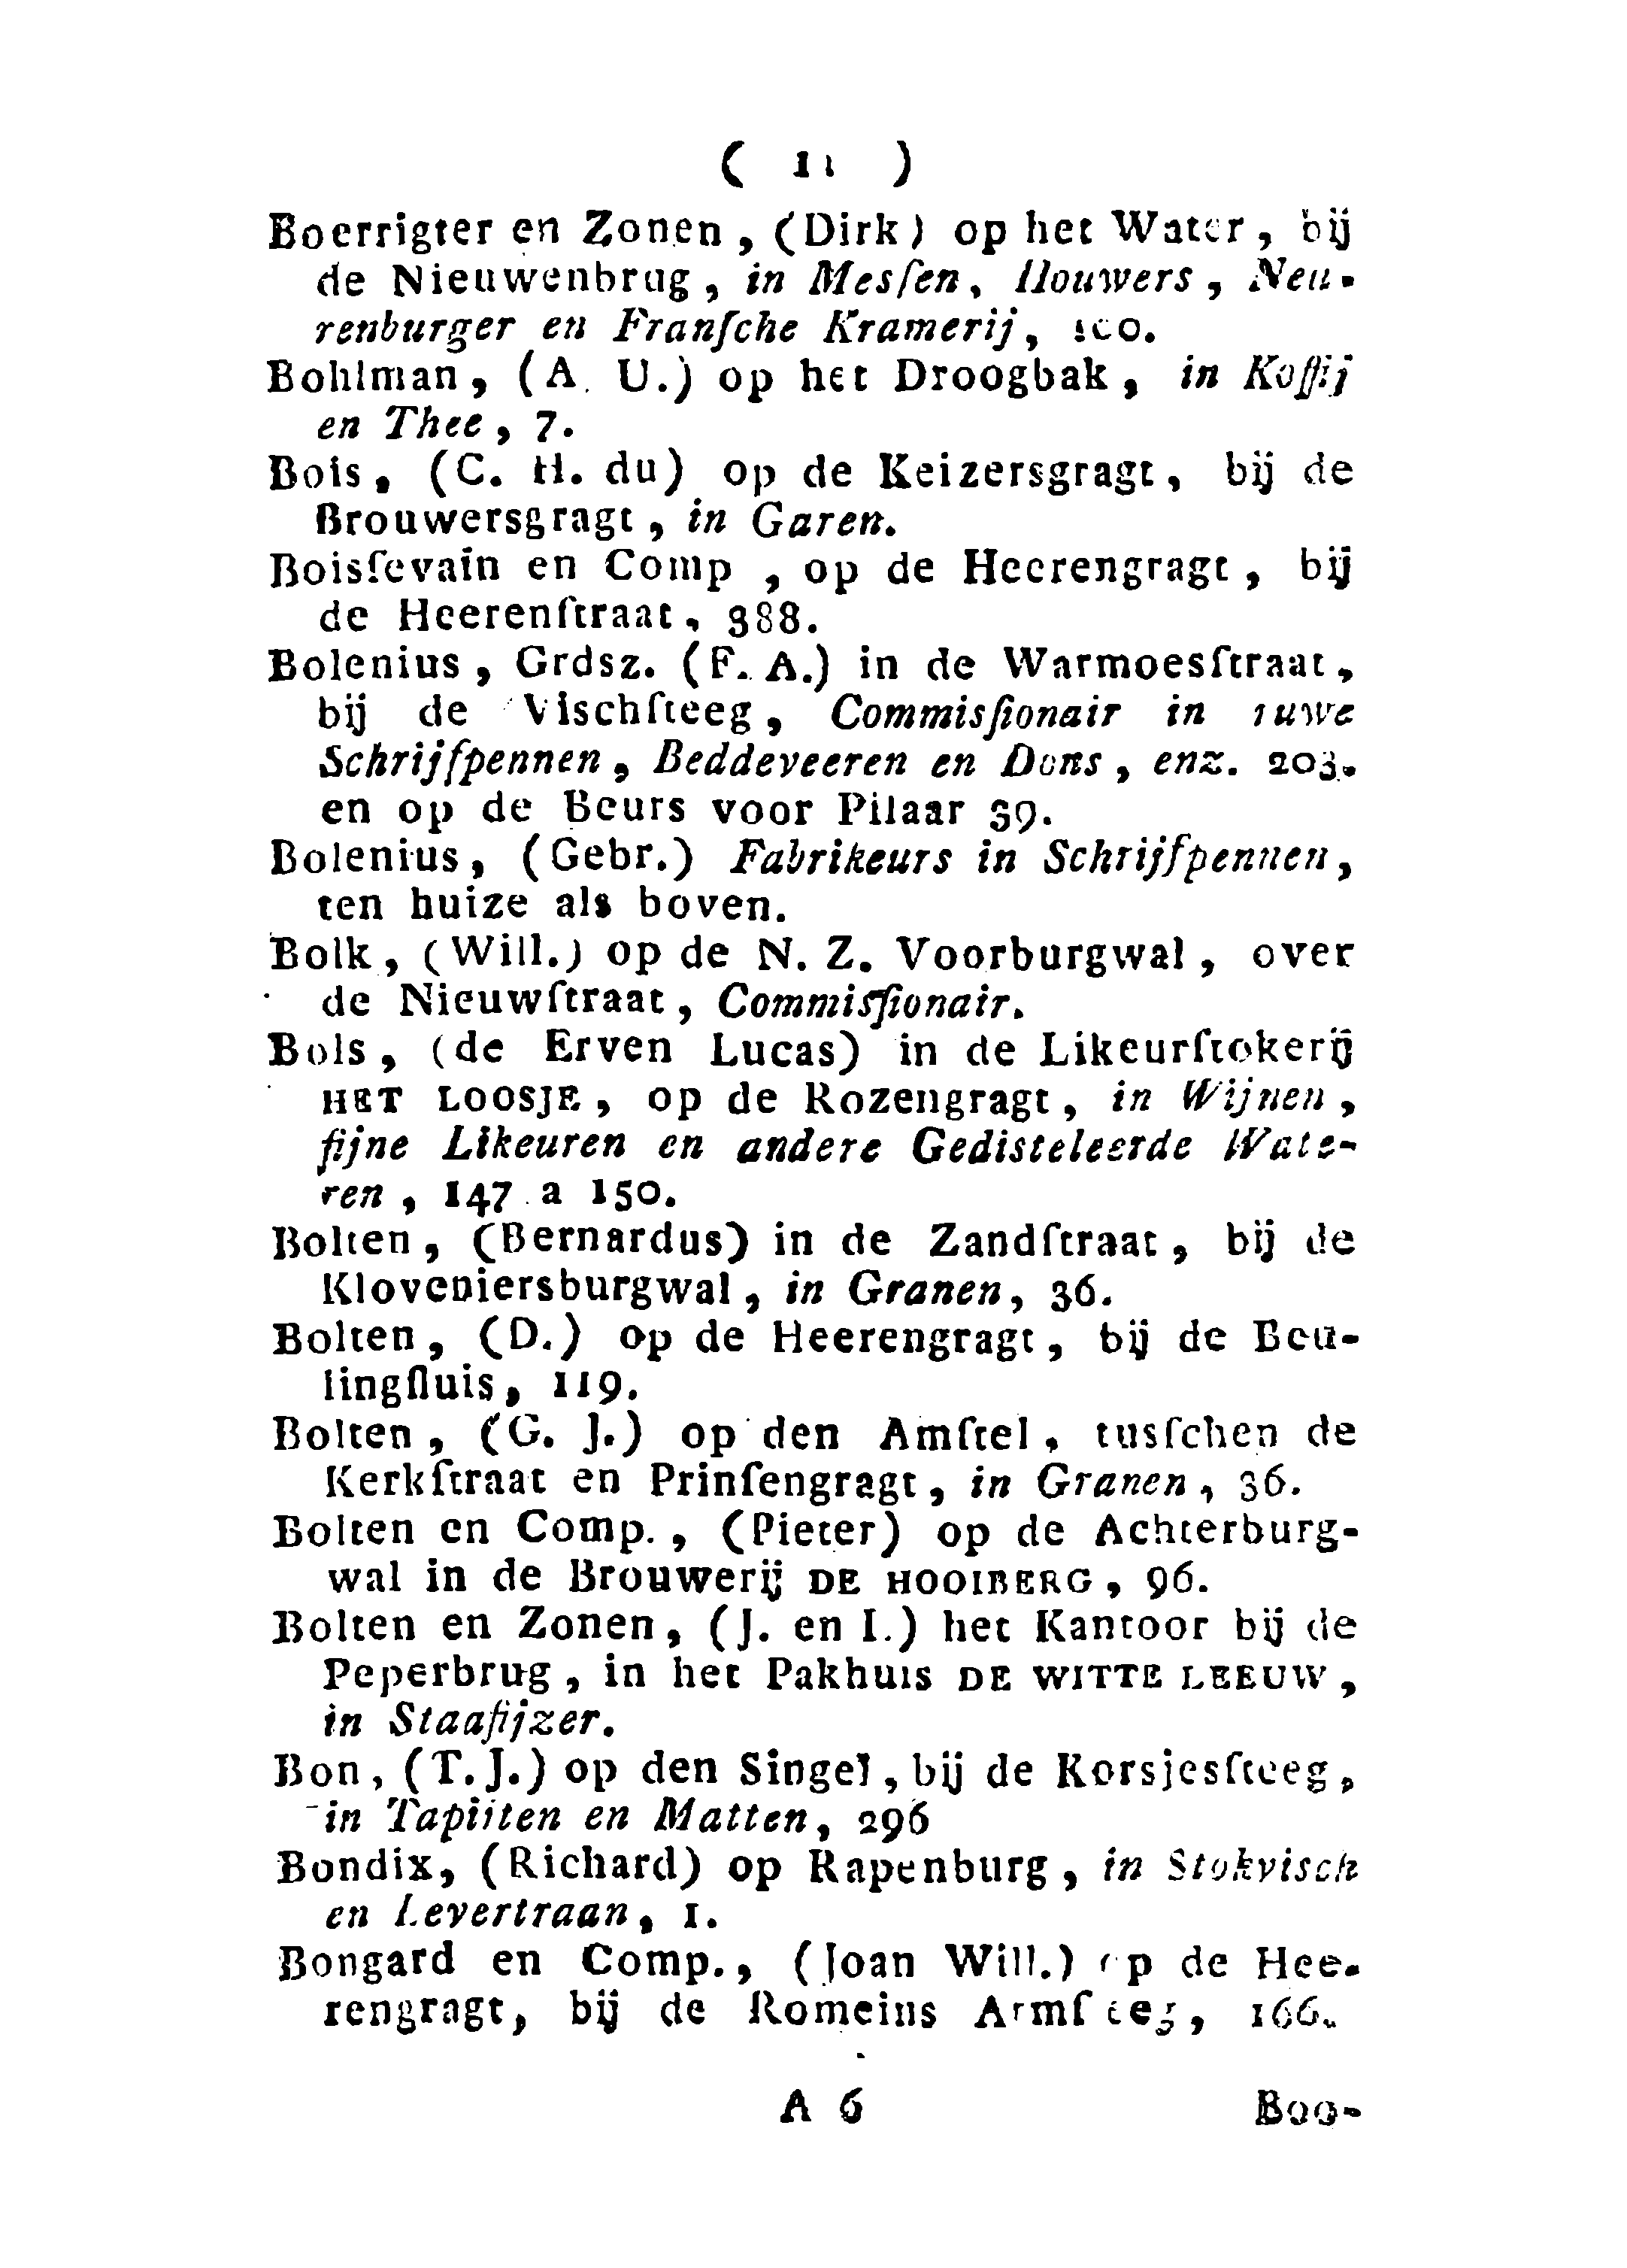 ( 11 )
Boerrigter en Zonen, (Dirk) op het Water, bij
de Nieuwenbrug, in Mesſen, Houwers, Neu-
renburger en Franſche Kramerij, 100.
Bohlman, (A. U.) op het Droogbak, in Koffij
en Thee, 7.
Bois, (C. H. du) op de Keizersgragt, bij de
Brouwersgragt, in Garen.
Boisſevain en Comp, op de Heerengragt, bij
de Heerenſtraat, 388.
Bolenius, Grdsz. (F. A.) in de Warmoesſtraat,
bij de Vischſteeg, Commisſionair in ruwe
Schrijfpennen, Beddeveeren en Dons, enz. 203.
en op de Beurs voor Pilaar 39.
Bolenius, (Gebr.) Fabrikeurs in Schrijfpennen,
ten huize als boven.
Bolk, (Will.) op de N. Z. Voorburgwal, over
de Nieuwſtraat, Commisſionair.
Bols, (de Erven Lucas) in de Likeurſtokerij
HET LOOSJE, op de Rozengragt, in Wijnen,
fijne Likeuren en andere Gedisteleerde Wate-
ren, 147 a 150.
Bolten, (Bernardus) in de Zandſtraat, bij de
Kloveniersburgwal, in Granen, 36.
Bolten, (D.) op de Heerengragt, bij de Beu-
lingſluis, 119.
Bolten, (G. J.) op den Amſtel, tusſchen de
Kerkſtraat en Prinſengragt, in Granen, 36.
Bolten en Comp., (Pieter) op de Achterburg-
wal in de Brouwerij DE HOOIBERG, 96.
Bolten en Zonen, (J. en I.) het Kantoor bij de
Peperbrug, in het Pakhuis DE WITTE LEEUW,
in Staafijzer.
Bon, (T. J.) op den Singel, bij de Korsjesſteeg,
in Tapijten en Matten, 296
Bondix, (Richard) op Rapenburg, in Stokvisch
en Levertraan, 1.
Bongard en Comp., (Joan Will.) op de Hee-
rengragt, bij de Romeins Armſteeg, 166.
A 6 Boo-